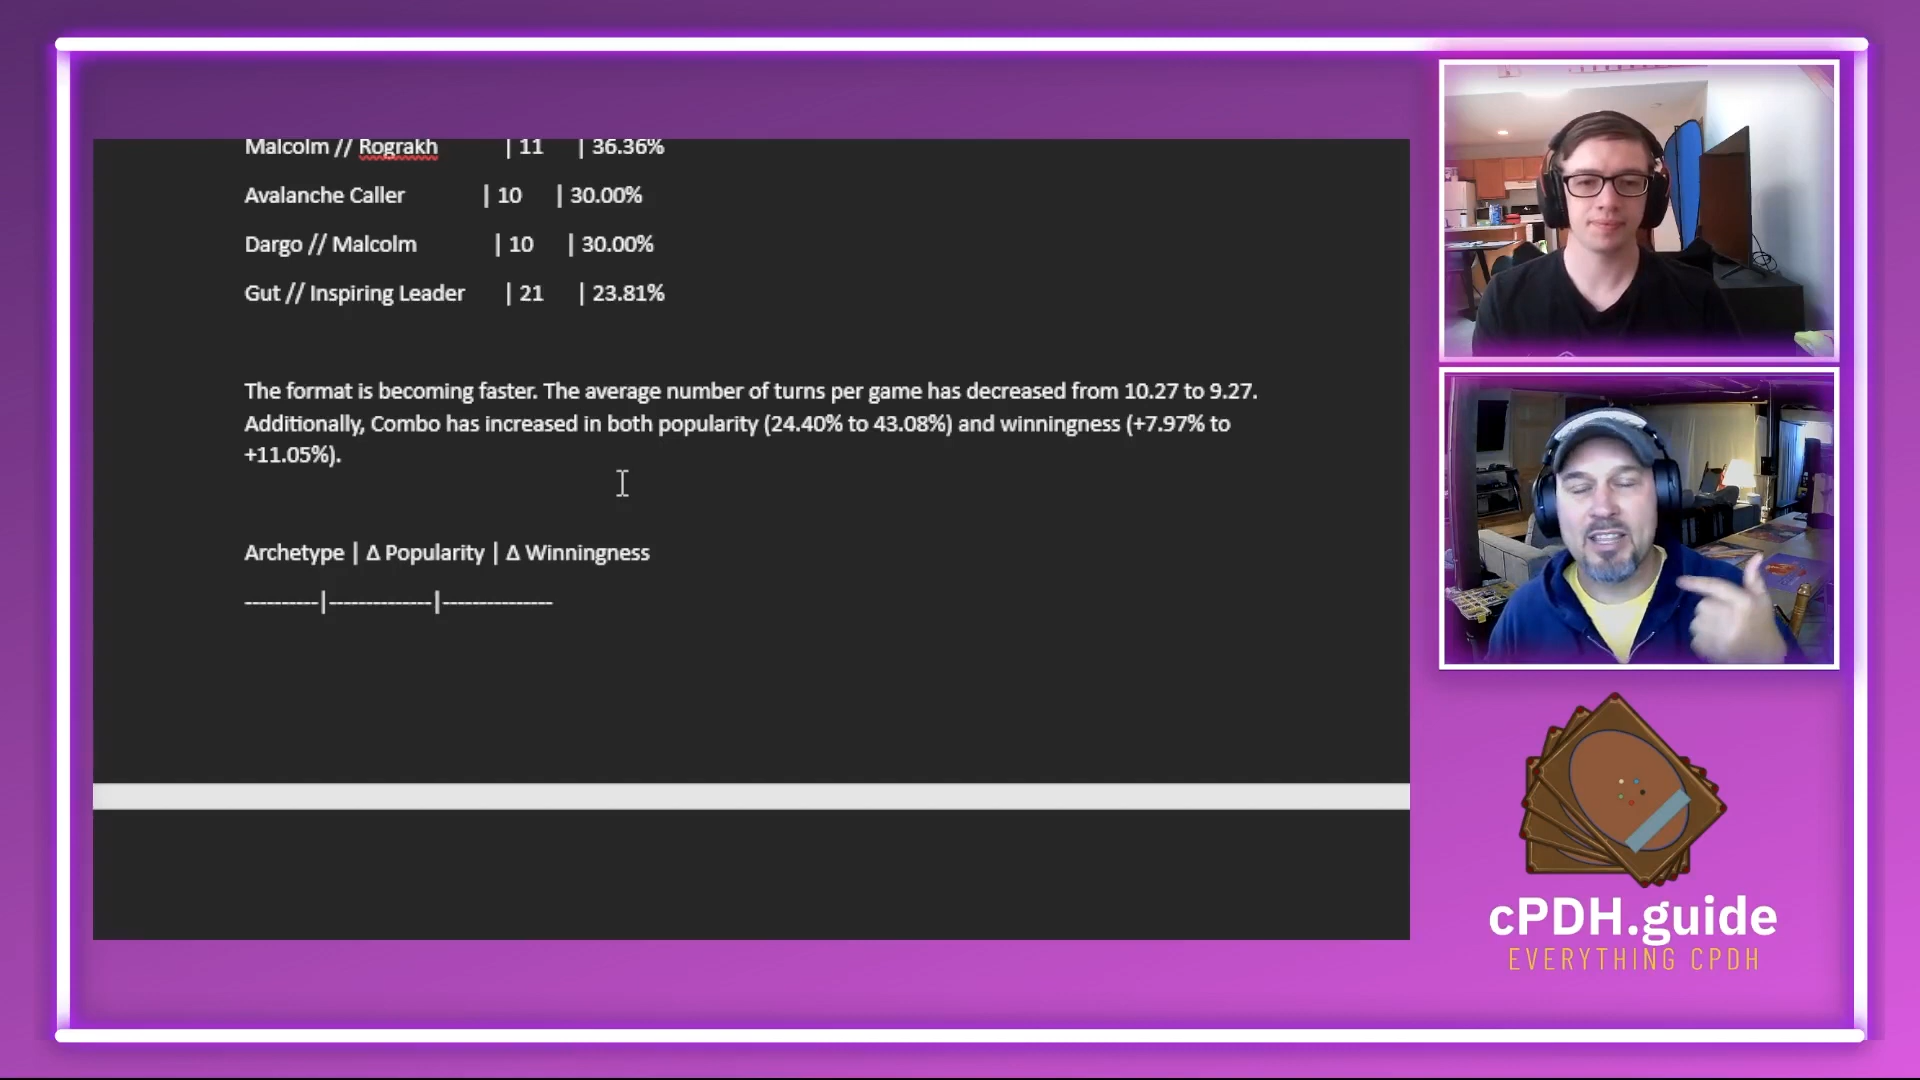 Malcolm // Rograkh | 11 | 36.36%
Avalanche Caller | 10 | 30.00%
Dargo // Malcolm | 10 | 30.00%
Gut // Inspiring Leader | 21 | 23.81%
The format is becoming faster. The average number of turns per game has decreased from 10.27 to 9.27.
Additionally, Combo has increased in both popularity (24.40% to 43.08%) and winningness (+7.97% to
+11.05%).
Archetype | Δ Popularity | Δ Winningness
----------|--------------|---------------
cPDH.guide
EVERYTHING CPDH